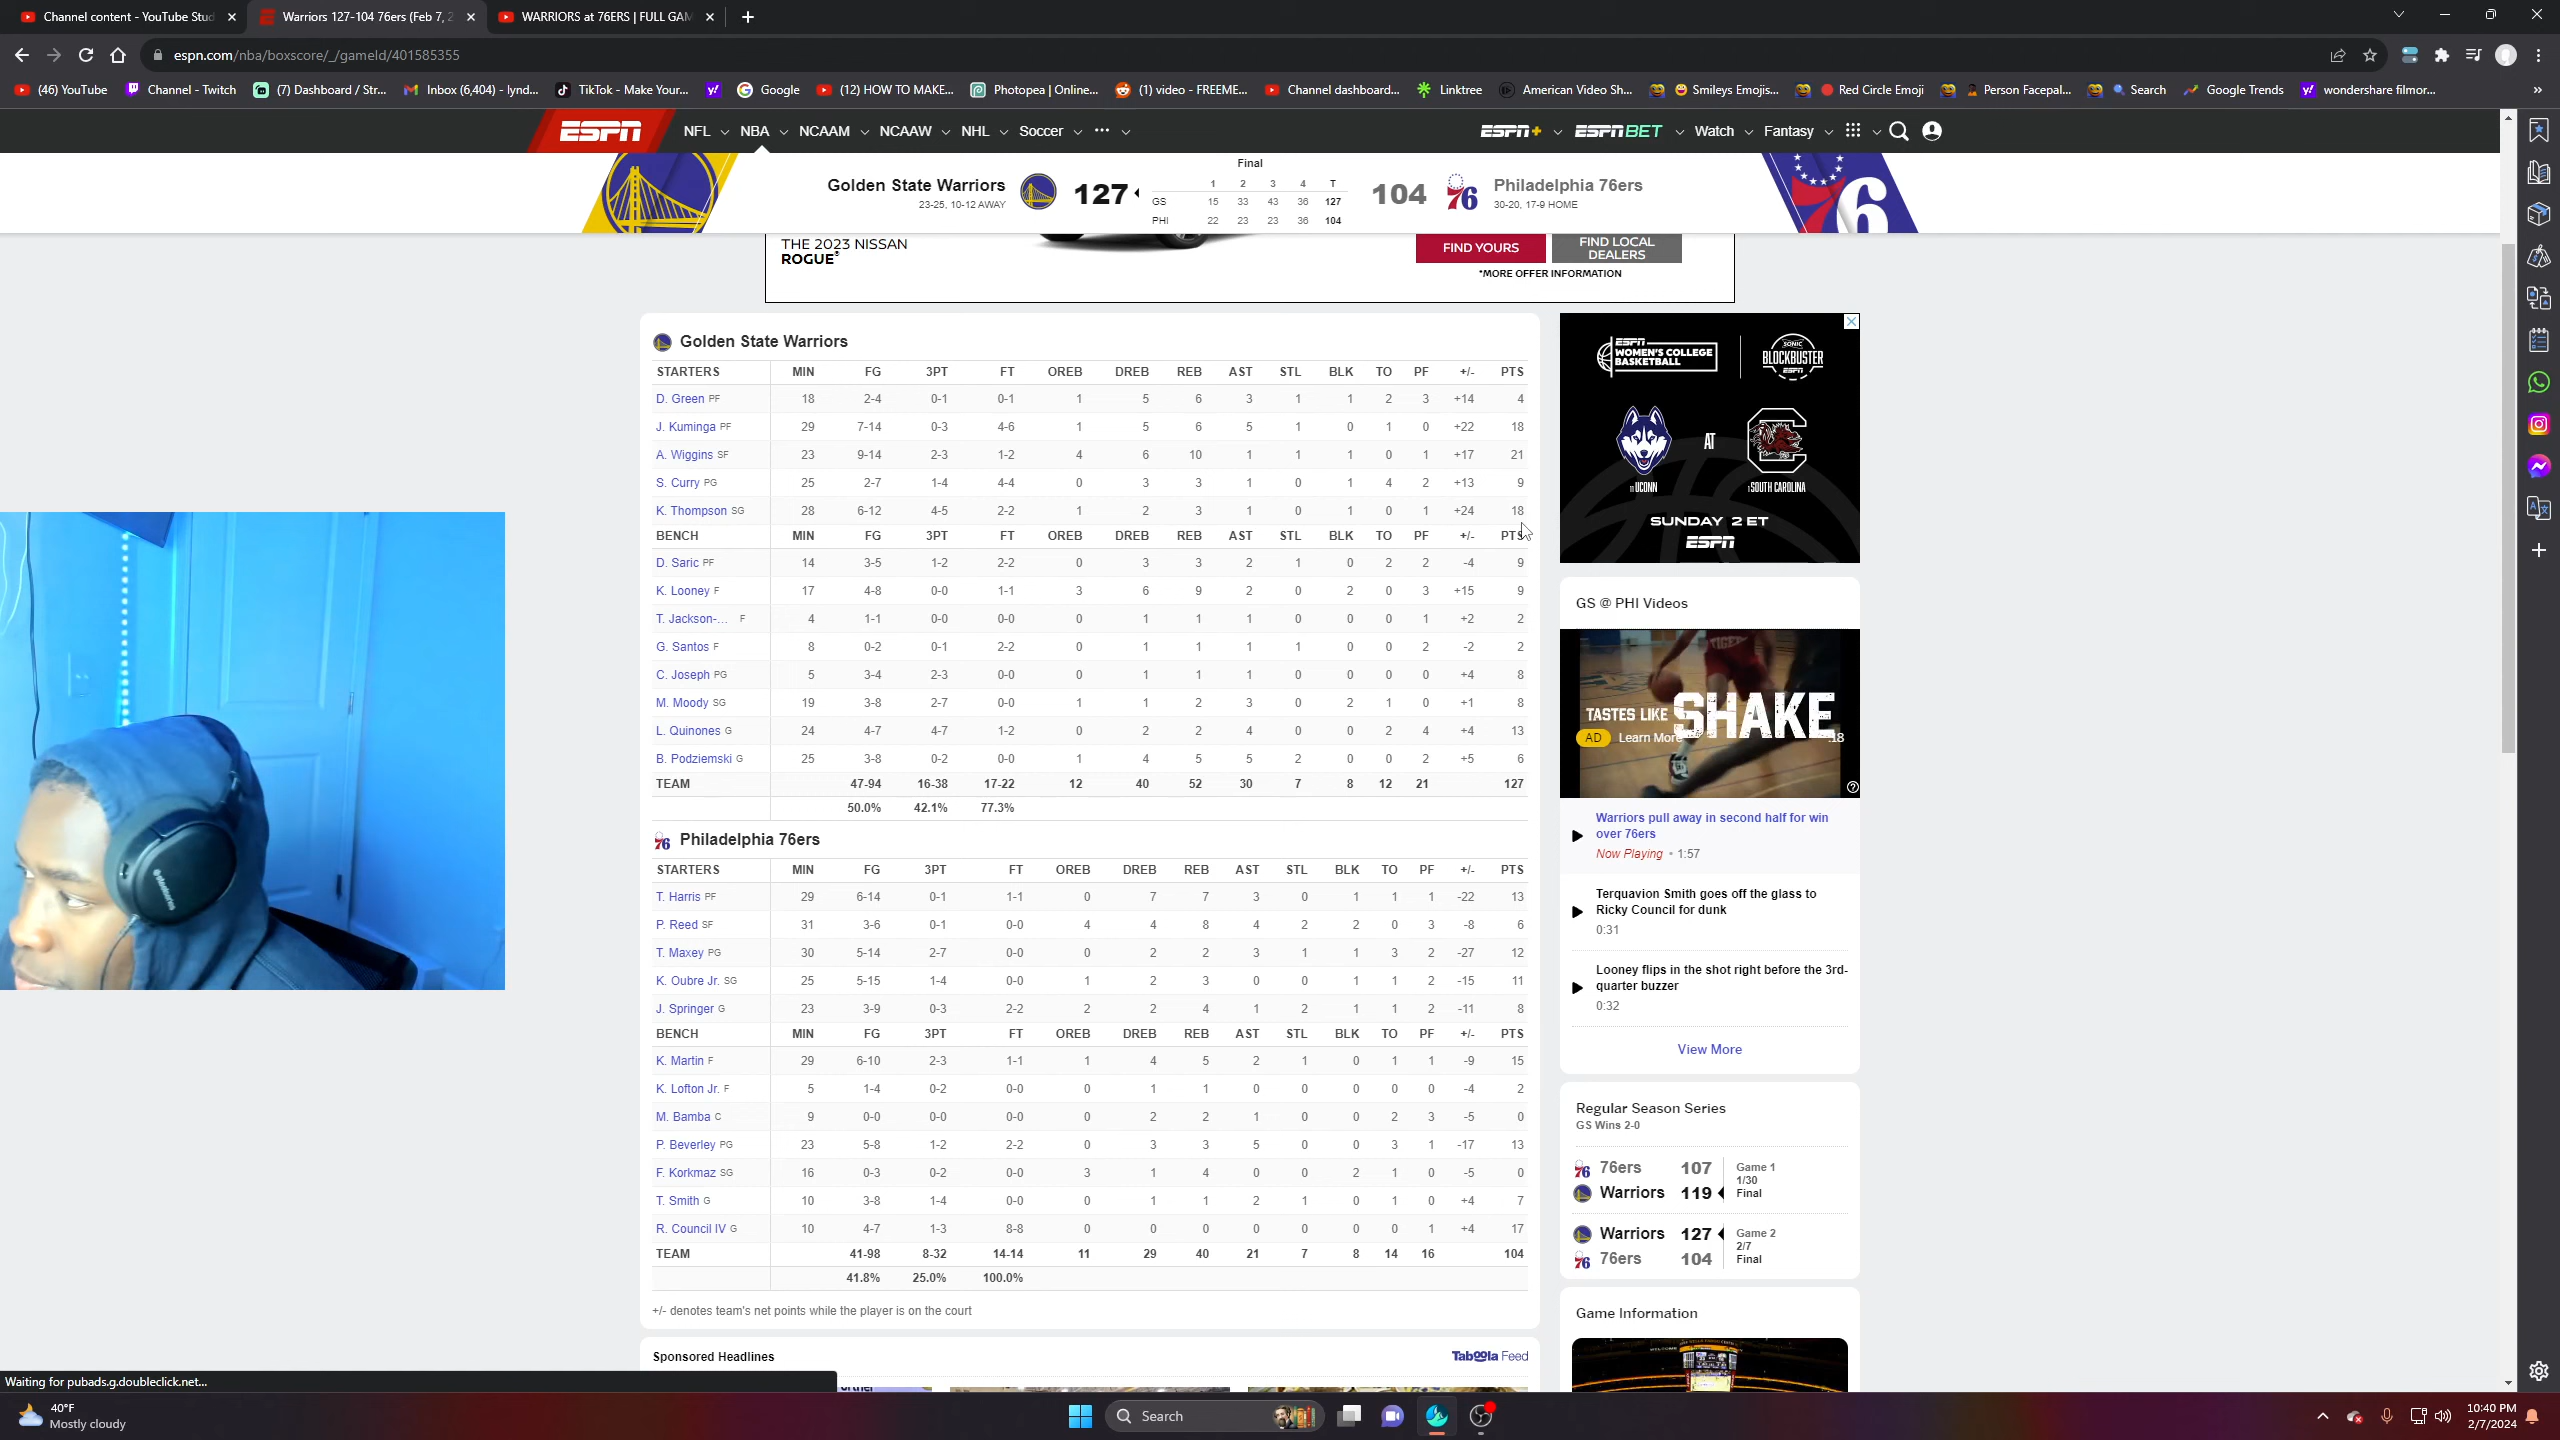 Channel content - YouTube Stud
Warriors 127-104 76ers (Feb 7, 2
WARRIORS at 76ERS | FULL GAM
espn.com/nba/boxscore/_/gameId/401585355
(46) YouTube
Channel - Twitch
(7) Dashboard / Str...
Inbox (6,404) - lynd...
TikTok - Make Your...
Google
(12) HOW TO MAKE...
Photopea | Online...
(1) video - FREEME...
Channel dashboard...
Linktree
American Video Sh...
Smileys Emojis...
Red Circle Emoji
Person Facepal...
Search
Google Trends
wondershare filmor...
ESPN NFL NBA NCAAM NCAAW NHL Soccer ••• ESPN+ ESPN BET Watch Fantasy
Final
Golden State Warriors
23-25, 10-12 AWAY
127
1 2 3 4 T
GS 15 33 43 36 127
PHI 22 23 23 36 104
104
Philadelphia 76ers
30-20, 17-9 HOME
THE 2023 NISSAN
ROGUE®
FIND YOURS
FIND LOCAL
DEALERS
*MORE OFFER INFORMATION
Golden State Warriors
STARTERS MIN FG 3PT FT OREB DREB REB AST STL BLK TO PF +/- PTS
D. Green PF 18 2-4 0-1 0-1 1 5 6 3 1 1 2 3 +14 4
J. Kuminga PF 29 7-14 0-3 4-6 1 5 6 5 1 0 1 0 +22 18
A. Wiggins SF 23 9-14 2-3 1-2 4 6 10 1 1 1 0 1 +17 21
S. Curry PG 25 2-7 1-4 4-4 0 3 3 1 0 1 4 2 +13 9
K. Thompson SG 28 6-12 4-5 2-2 1 2 3 1 0 1 0 1 +24 18
BENCH MIN FG 3PT FT OREB DREB REB AST STL BLK TO PF +/- PTS
D. Saric PF 14 3-5 1-2 2-2 0 3 3 2 1 0 2 2 -4 9
K. Looney F 17 4-8 0-0 1-1 3 6 9 2 0 2 0 3 +15 9
T. Jackson-... F 4 1-1 0-0 0-0 0 1 1 1 0 0 0 1 +2 2
G. Santos F 8 0-2 0-1 2-2 0 1 1 1 1 0 0 2 -2 2
C. Joseph PG 5 3-4 2-3 0-0 0 1 1 1 0 0 0 0 +4 8
M. Moody SG 19 3-8 2-7 0-0 1 1 2 3 0 2 1 0 +1 8
L. Quinones G 24 4-7 4-7 1-2 0 2 2 4 0 0 2 4 +4 13
B. Podziemski G 25 3-8 0-2 0-0 1 4 5 5 2 0 0 2 +5 6
TEAM 47-94 16-38 17-22 12 40 52 30 7 8 12 21 127
50.0% 42.1% 77.3%
Philadelphia 76ers
STARTERS MIN FG 3PT FT OREB DREB REB AST STL BLK TO PF +/- PTS
T. Harris PF 29 6-14 0-1 1-1 0 7 7 3 0 1 1 1 -22 13
P. Reed SF 31 3-6 0-1 0-0 4 4 8 4 2 2 0 3 -8 6
T. Maxey PG 30 5-14 2-7 0-0 0 2 2 3 1 1 3 2 -27 12
K. Oubre Jr. SG 25 5-15 1-4 0-0 1 2 3 0 0 1 1 2 -15 11
J. Springer G 23 3-9 0-3 2-2 2 2 4 1 2 1 1 2 -11 8
BENCH MIN FG 3PT FT OREB DREB REB AST STL BLK TO PF +/- PTS
K. Martin F 29 6-10 2-3 1-1 1 4 5 2 1 0 1 1 -9 15
K. Lofton Jr. F 5 1-4 0-2 0-0 0 1 1 0 0 0 0 0 -4 2
M. Bamba C 9 0-0 0-0 0-0 0 2 2 1 0 0 2 3 -5 0
P. Beverley PG 23 5-8 1-2 2-2 0 3 3 5 0 0 3 1 -17 13
F. Korkmaz SG 16 0-3 0-2 0-0 3 1 4 0 0 2 1 0 -5 0
T. Smith G 10 3-8 1-4 0-0 0 1 1 2 1 0 1 0 +4 7
R. Council IV G 10 4-7 1-3 8-8 0 0 0 0 0 0 0 1 +4 17
TEAM 41-98 8-32 14-14 11 29 40 21 7 8 14 16 104
41.8% 25.0% 100.0%
+/- denotes team's net points while the player is on the court
Sponsored Headlines
Taboola Feed
ESPN
WOMEN'S COLLEGE
BASKETBALL
SONIC
BLOCKBUSTER
ESPN
AT
11 UCONN
1 SOUTH CAROLINA
SUNDAY 2 ET
ESPN
GS @ PHI Videos
TASTES LIKE SHAKE
AD Learn More :18
Warriors pull away in second half for win
over 76ers
Now Playing • 1:57
Terquavion Smith goes off the glass to
Ricky Council for dunk
0:31
Looney flips in the shot right before the 3rd-
quarter buzzer
0:32
View More
Regular Season Series
GS Wins 2-0
76ers 107
Warriors 119
Game 1
1/30
Final
Warriors 127
76ers 104
Game 2
2/7
Final
Game Information
steelseries
Waiting for pubads.g.doubleclick.net...
40°F
Mostly cloudy
Search
10:40 PM
2/7/2024